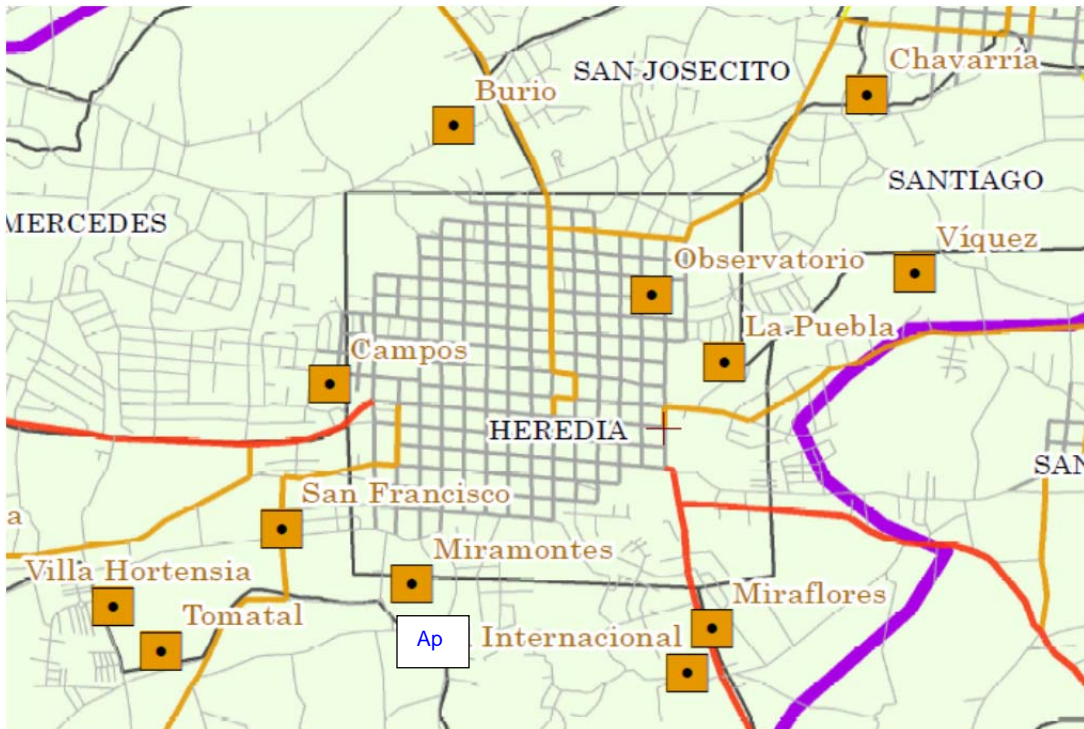 Chavarría
SAN JOSECITO
Burio
SANTIAGO
MERCEDES
Víquez
Observatorio
La Puebla
Campos
HEREDIA
SAN
San Francisco
a
Miramontes
Villa Hortensia
Miraflores
Tomatal
Ap
Internacional